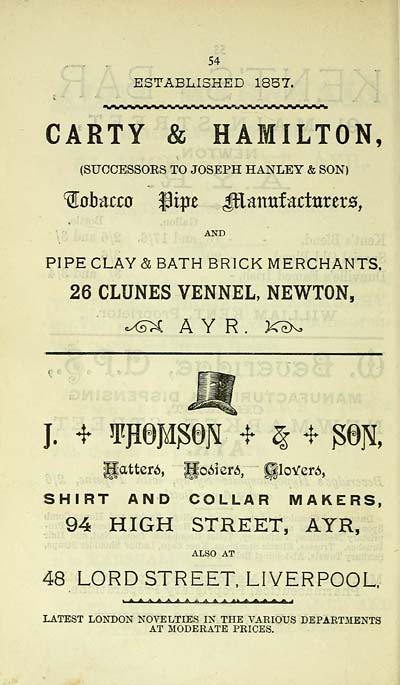 54
ESTABLISHED 1857.
CARTY & HAMILTON,
(SUCCESSORS TO JOSEPH HANLEY & SON)
Tobacco Pipe Manufacturers,
AND
PIPE CLAY & BATH BRICK MERCHANTS.
26 CLUNES VENNEL, NEWTON,
AYR.
J. THOMSON & SON,
Hatters, Hosiers, Glovers,
SHIRT AND COLLAR MAKERS,
94 HIGH STREET, AYR,
ALSO AT
48 LORD STREET, LIVERPOOL.
LATEST LONDON NOVELTIES IN THE VARIOUS DEPARTMENTS
AT MODERATE PRICES.